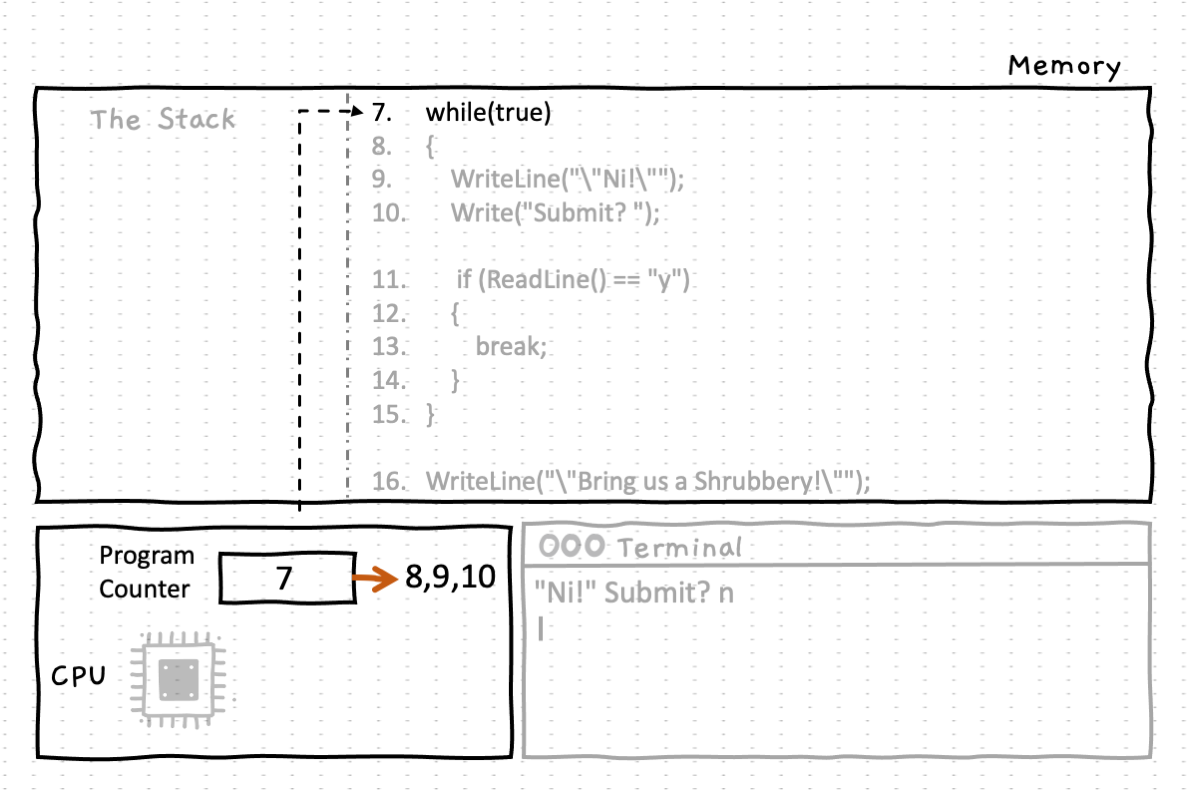 Memory
The Stack
7. while(true)
8. {
9. WriteLine("\"Ni!\"");
10. Write("Submit? ");
11. if (ReadLine() == "y")
12. {
13. break;
14. }
15. }
16. WriteLine("\"Bring us a Shrubbery!\"");
Program
Counter
7
8,9,10
CPU
Terminal
"Ni!" Submit? n